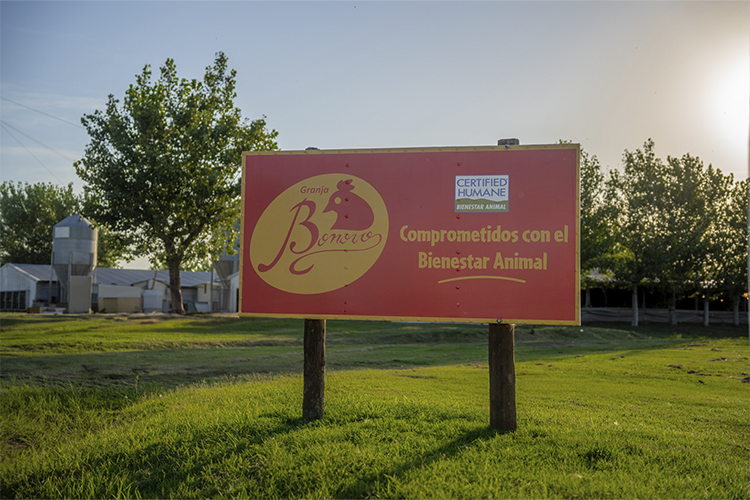 Granja
Bonovo
CERTIFIED
HUMANE
BIENESTAR ANIMAL
Comprometidos con el
Bienestar Animal